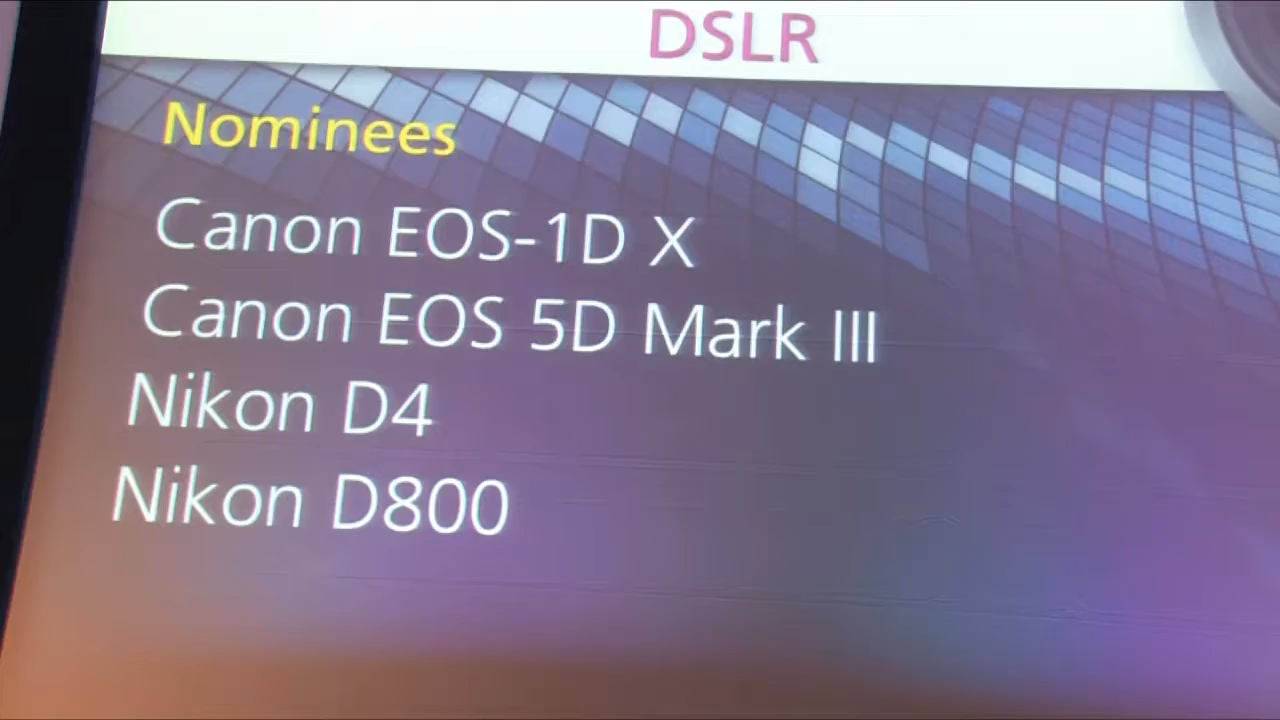 DSLR
Nominees
Canon EOS-1D X
Canon EOS 5D Mark III
Nikon D4
Nikon D800